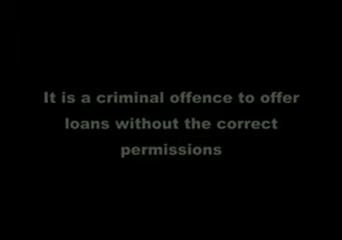 It is a criminal offence to offer
loans without the correct
permissions